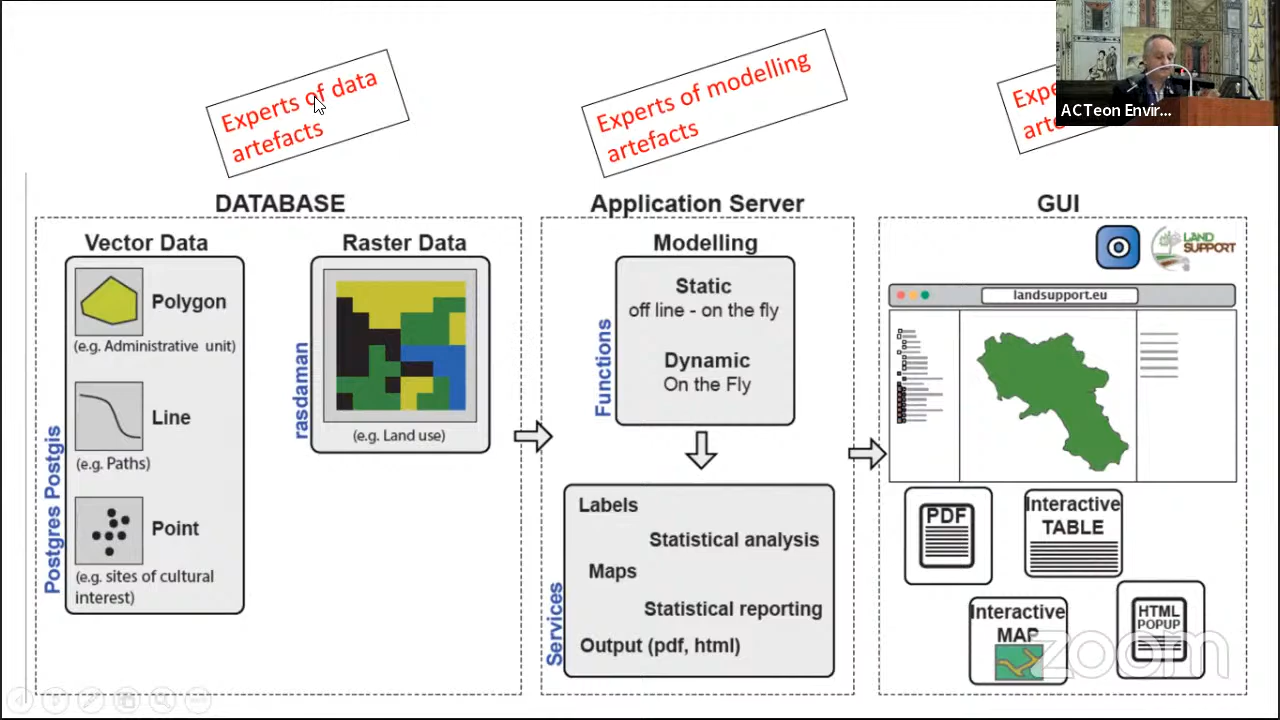 Experts of data
artefacts
Experts of modelling
artefacts
ACTeon Envir...
DATABASE
Vector Data
Raster Data
Polygon
(e.g. Administrative unit)
Line
(e.g. Paths)
Point
(e.g. sites of cultural
interest)
Postgres Postgis
rasdaman
(e.g. Land use)
Application Server
Modelling
Static
off line - on the fly
Dynamic
On the Fly
Functions
Labels
Statistical analysis
Maps
Statistical reporting
Output (pdf, html)
Services
GUI
LAND
SUPPORT
landsupport.eu
PDF
Interactive
TABLE
Interactive
MAP
HTML
POPUP
zoom